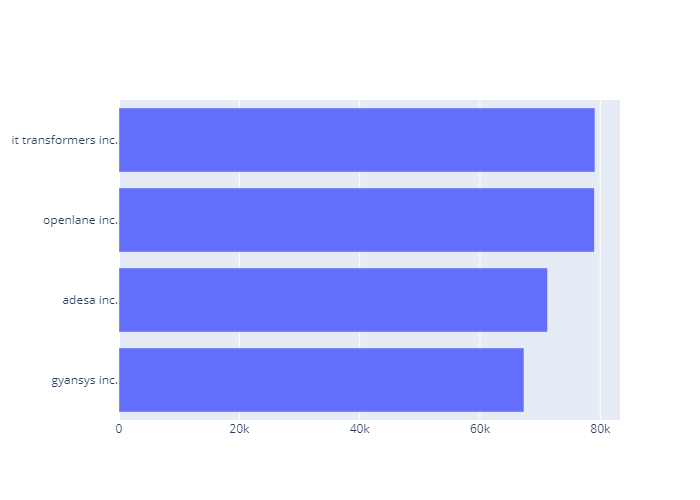 it transformers inc.
openlane inc.
adesa inc.
gyansys inc.
0 20k 40k 60k 80k